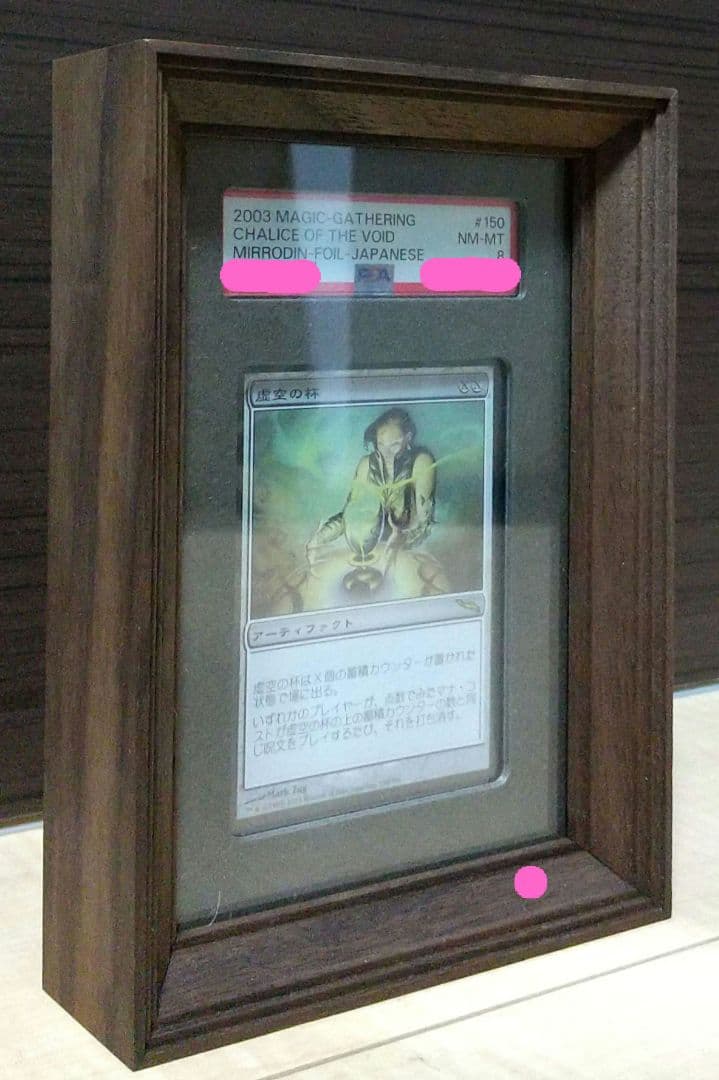 2003 MAGIC-GATHERING #150
CHALICE OF THE VOID NM-MT
MIRRODIN-FOIL-JAPANESE 8
PSA
虚空の杯 XX
アーティファクト
虚空の杯はX個の蓄積カウンターが置かれた
状態で場に出る。
いずれかのプレイヤーが、点数でみたマナ・コ
ストが虚空の杯の上の蓄積カウンターの数と同
じ呪文をプレイするたび、それを打ち消す。
Mark Zug